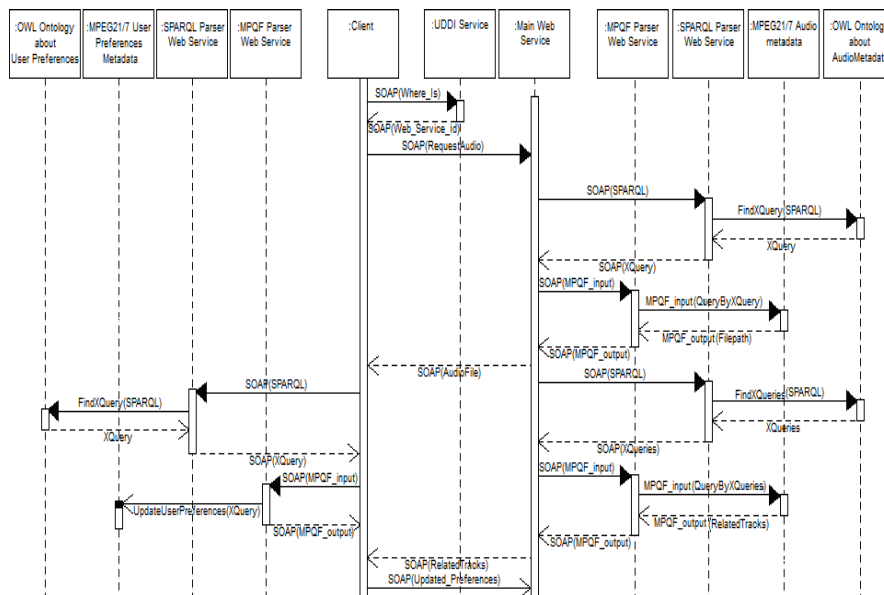 :OWL Ontology
about
User Preferences
:MPEG21/7 User
Preferences
Metadata
:SPARQL Parser
Web Service
:MPQF Parser
Web Service
:Client
:UDDI Service
:Main Web
Service
:MPQF Parser
Web Service
:SPARQL Parser
Web Service
:MPEG21/7 Audio
metadata
:OWL Ontology
about
AudioMetadat
SOAP(Where_Is)
SOAP(Web_Service_id)
SOAP(RequestAudio)
SOAP(SPARQL)
FindXQuery(SPARQL)
XQuery
SOAP(XQuery)
SOAP(MPQF_input)
MPQF_input(QueryByXQuery)
MPQF_output(Filepath)
SOAP(MPQF_output)
SOAP(AudioFile)
SOAP(SPARQL)
SOAP(SPARQL)
FindXQuery(SPARQL)
FindXQueries(SPARQL)
XQuery
XQueries
SOAP(XQueries)
SOAP(XQuery)
SOAP(MPQF_input)
SOAP(MPQF_input)
MPQF_input(QueryByXQueries)
UpdateUserPreferences(XQuery)
MPQF_output(RelatedTracks)
SOAP(MPQF_output)
SOAP(MPQF_output)
SOAP(RelatedTracks)
SOAP(Updated_Preferences)